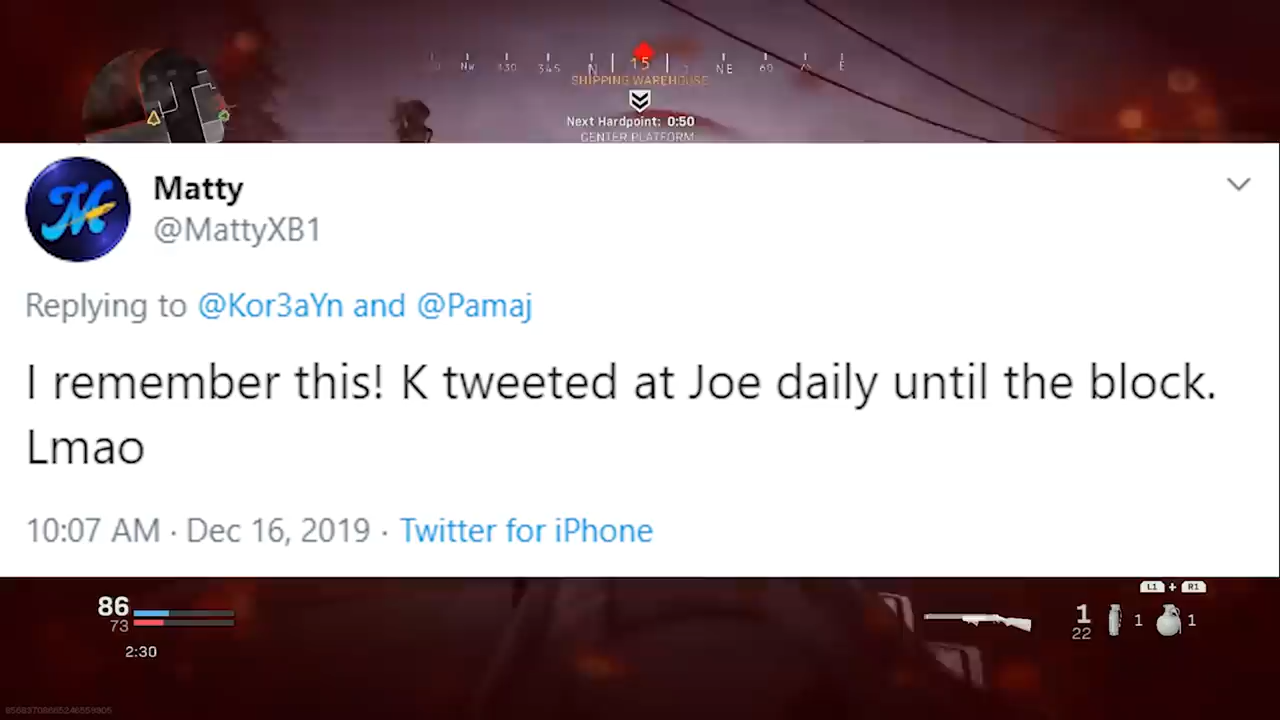 NW 330 345 N 15 NE 60 75 E
SHIPPING WAREHOUSE
Next Hardpoint: 0:50
CENTER PLATFORM
Matty
@MattyXB1
Replying to @Kor3aYn and @Pamaj
I remember this! K tweeted at Joe daily until the block.
Lmao
10:07 AM · Dec 16, 2019 · Twitter for iPhone
L1 + R1
86
73
1
22
1
1
2:30